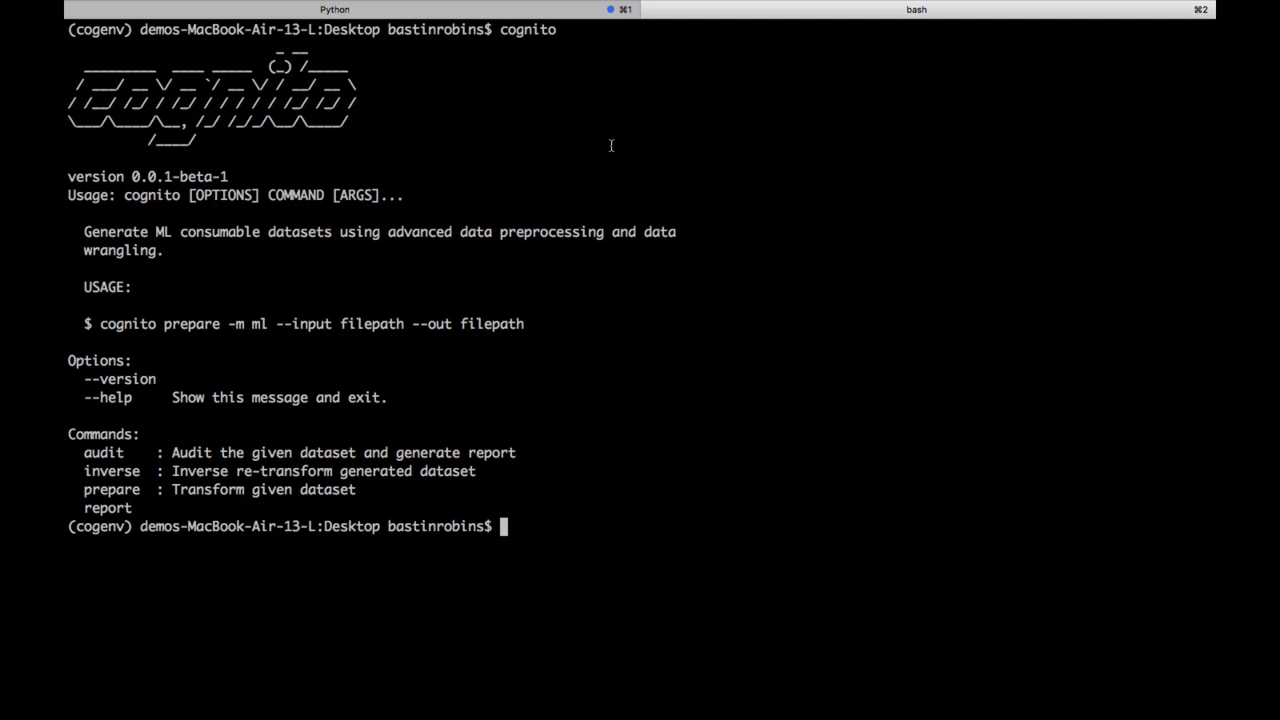 Python ⌘1 bash ⌘2
(cogenv) demos-MacBook-Air-13-L:Desktop bastinrobins$ cognito
cognito
version 0.0.1-beta-1
Usage: cognito [OPTIONS] COMMAND [ARGS]...
Generate ML consumable datasets using advanced data preprocessing and data
wrangling.
USAGE:
$ cognito prepare -m ml --input filepath --out filepath
Options:
--version
--help Show this message and exit.
Commands:
audit : Audit the given dataset and generate report
inverse : Inverse re-transform generated dataset
prepare : Transform given dataset
report
(cogenv) demos-MacBook-Air-13-L:Desktop bastinrobins$